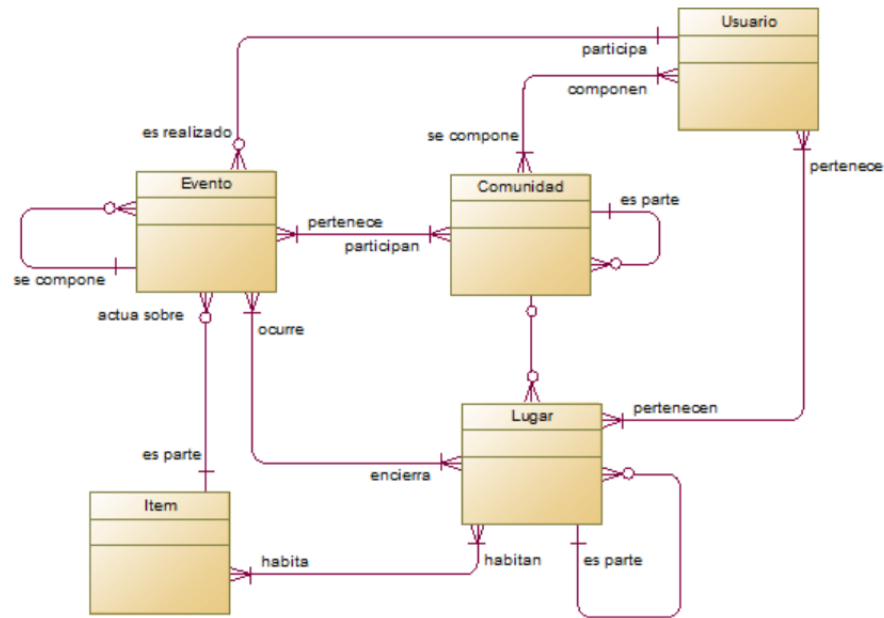 Usuario
participa
componen
es realizado
se compone
pertenece
Evento
Comunidad
es parte
pertenece
participan
se compone
actua sobre
ocurre
pertenecen
Lugar
es parte
encierra
Item
habita
habitan
es parte